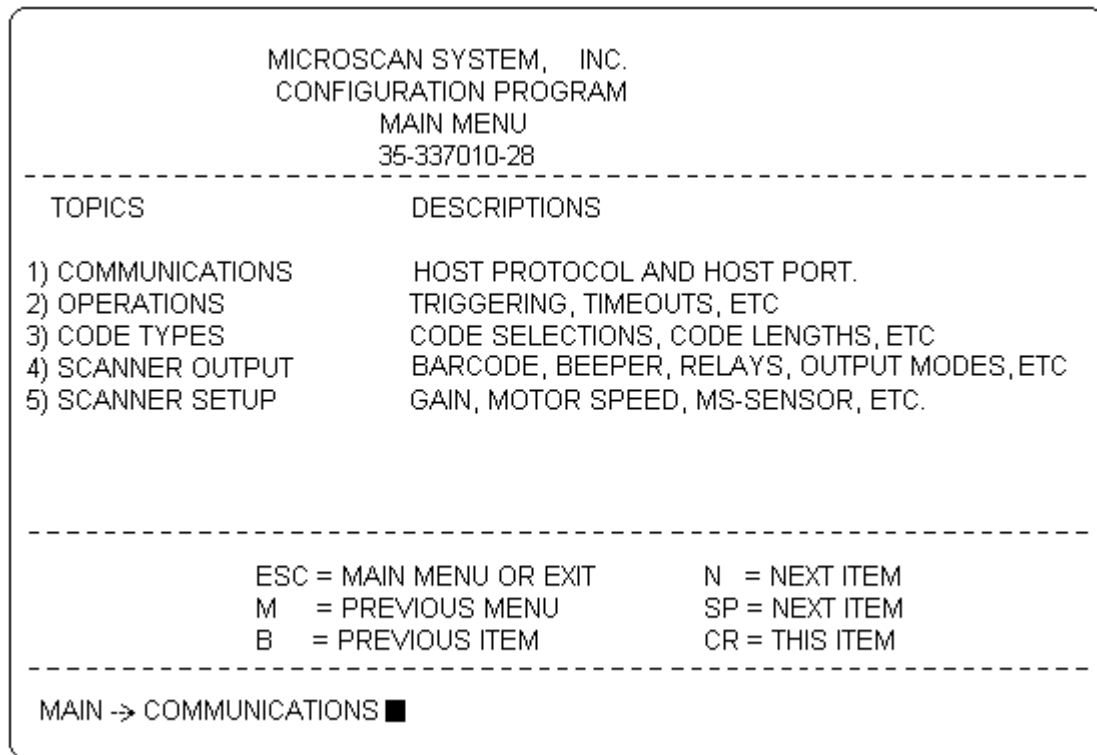 MICROSCAN SYSTEM, INC.
CONFIGURATION PROGRAM
MAIN MENU
35-337010-28
TOPICS DESCRIPTIONS
1) COMMUNICATIONS HOST PROTOCOL AND HOST PORT.
2) OPERATIONS TRIGGERING, TIMEOUTS, ETC
3) CODE TYPES CODE SELECTIONS, CODE LENGTHS, ETC
4) SCANNER OUTPUT BARCODE, BEEPER, RELAYS, OUTPUT MODES, ETC
5) SCANNER SETUP GAIN, MOTOR SPEED, MS-SENSOR, ETC.
ESC = MAIN MENU OR EXIT N = NEXT ITEM
M = PREVIOUS MENU SP = NEXT ITEM
B = PREVIOUS ITEM CR = THIS ITEM
MAIN -> COMMUNICATIONS